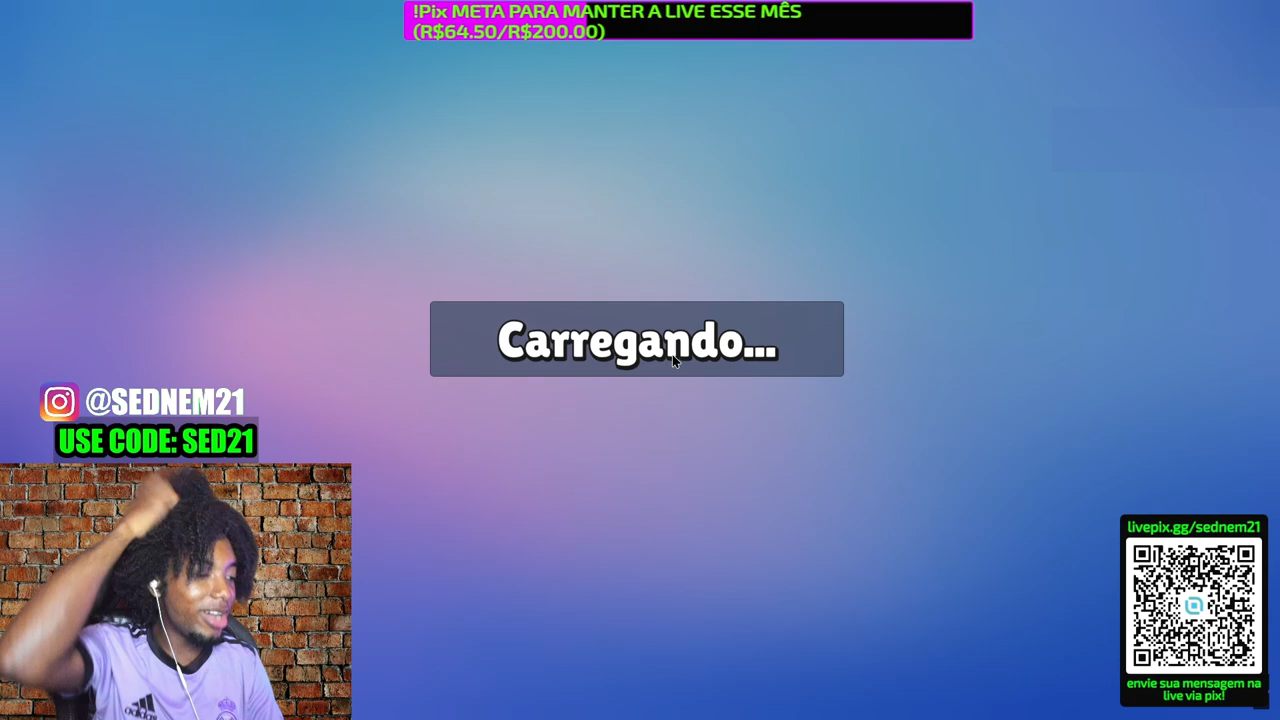 !Pix META PARA MANTER A LIVE ESSE MÊS
(R$64.50/R$200.00)
Carregando...
@SEDNEM21
USE CODE: SED21
livepix.gg/sednem21
envie sua mensagem na
live via pix!